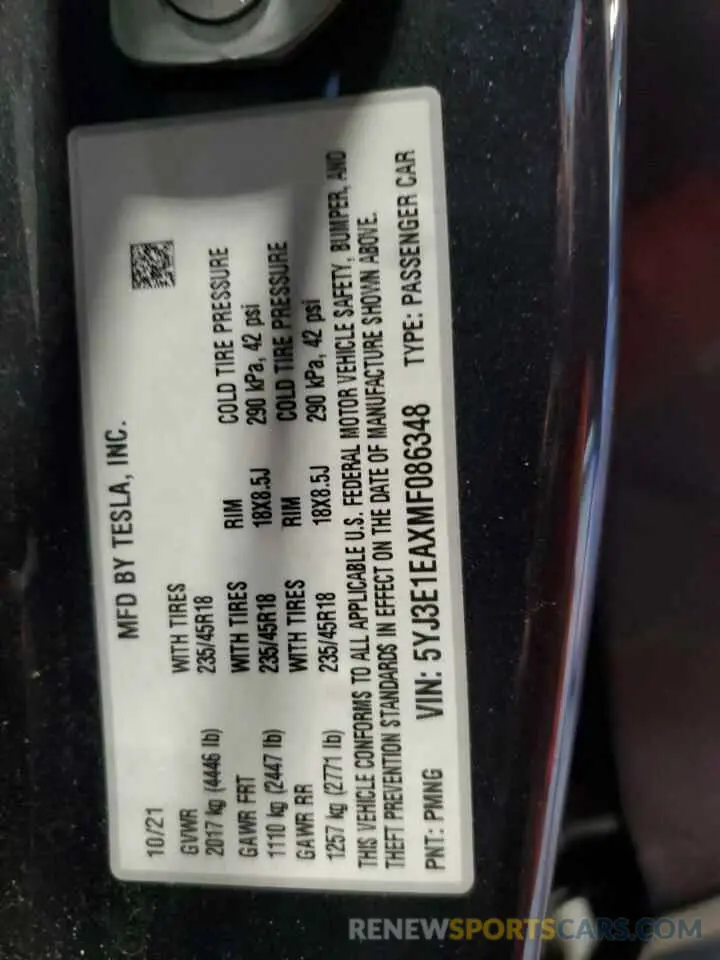 MFD BY TESLA, INC.
10/21
GVWR WITH TIRES RIM COLD TIRE PRESSURE
2017 kg (4446 lb) 235/45R18 18X8.5J 290 kPa, 42 psi
GAWR FRT WITH TIRES RIM COLD TIRE PRESSURE
1110 kg (2447 lb) 235/45R18 18X8.5J 290 kPa, 42 psi
GAWR RR WITH TIRES
1257 kg (2771 lb) 235/45R18
THIS VEHICLE CONFORMS TO ALL APPLICABLE U.S. FEDERAL MOTOR VEHICLE SAFETY, BUMPER, AND
THEFT PREVENTION STANDARDS IN EFFECT ON THE DATE OF MANUFACTURE SHOWN ABOVE.
PNT: PMNG VIN: 5YJ3E1EAXMF086348 TYPE: PASSENGER CAR
RENEWSPORTSCARS.COM